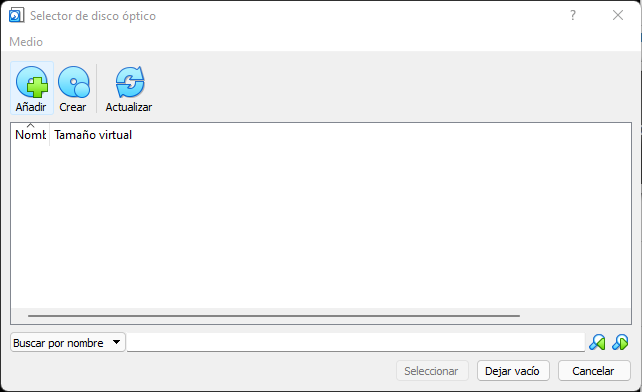 Selector de disco óptico
?
Medio
Añadir Crear Actualizar
Nomb Tamaño virtual
Buscar por nombre
Seleccionar Dejar vacío Cancelar